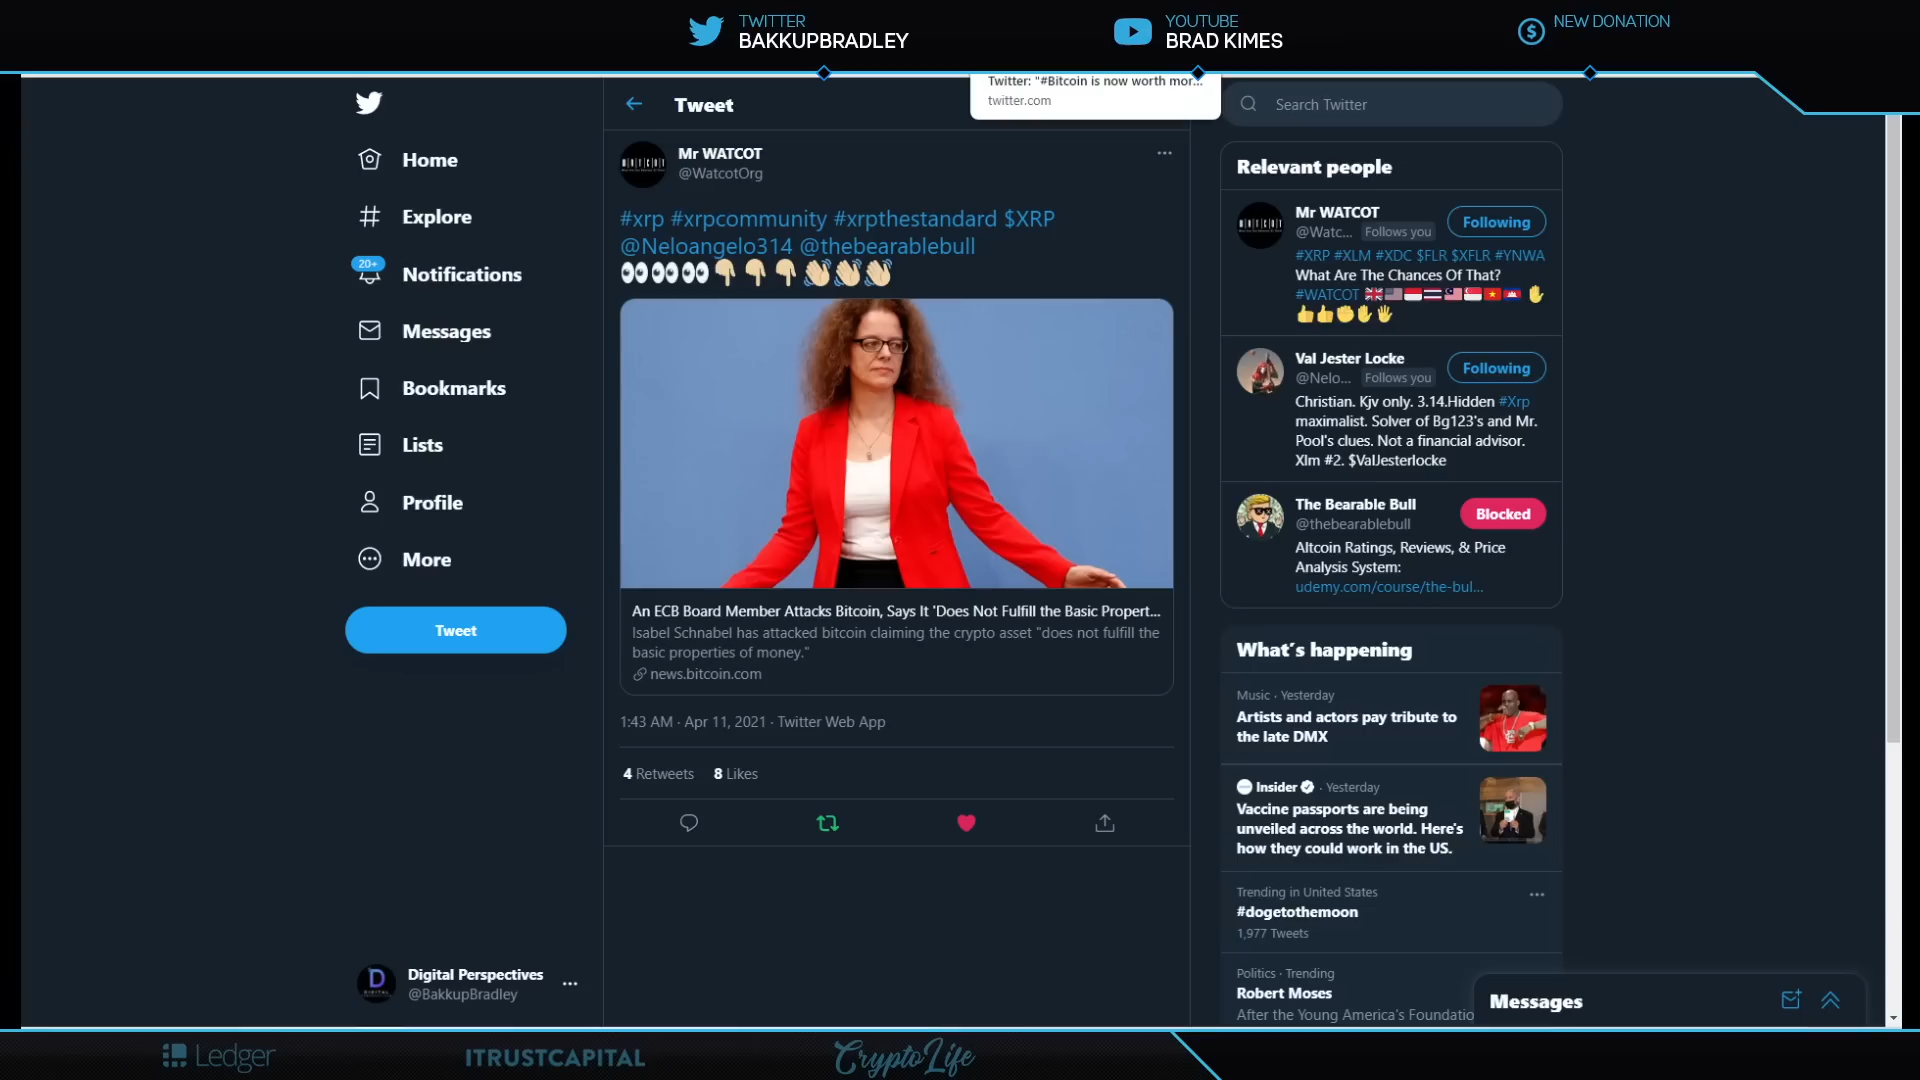 TWITTER
BAKKUPBRADLEY
YOUTUBE
BRAD KIMES
NEW DONATION
Twitter: "#Bitcoin is now worth mor...
twitter.com
Home
Explore
20+
Notifications
Messages
Bookmarks
Lists
Profile
More
Tweet
Digital Perspectives
@BakkupBradley
Tweet
Mr WATCOT
@WatcotOrg
#xrp #xrpcommunity #xrpthestandard $XRP
@Neloangelo314 @thebearablebull
👀👀👀👇🏼👇🏼👇🏼👋🏼👋🏼👋🏼
An ECB Board Member Attacks Bitcoin, Says It 'Does Not Fulfill the Basic Propert...
Isabel Schnabel has attacked bitcoin claiming the crypto asset "does not fulfill the
basic properties of money."
news.bitcoin.com
1:43 AM · Apr 11, 2021 · Twitter Web App
4 Retweets 8 Likes
Search Twitter
Relevant people
Mr WATCOT
@Watc... Follows you
Following
#XRP #XLM #XDC $FLR $XFLR #YNWA
What Are The Chances Of That?
#WATCOT
Val Jester Locke
@Nelo... Follows you
Following
Christian. Kjv only. 3.14.Hidden #Xrp
maximalist. Solver of Bg123's and Mr.
Pool's clues. Not a financial advisor.
Xlm #2. $ValJesterlocke
The Bearable Bull
@thebearablebull
Blocked
Altcoin Ratings, Reviews, & Price
Analysis System:
udemy.com/course/the-bul...
What's happening
Music · Yesterday
Artists and actors pay tribute to
the late DMX
Insider · Yesterday
Vaccine passports are being
unveiled across the world. Here's
how they could work in the US.
Trending in United States
#dogetothemoon
1,977 Tweets
Politics · Trending
Robert Moses
After the Young America's Foundatio
Messages
Ledger
ITRUSTCAPITAL
CryptoLife